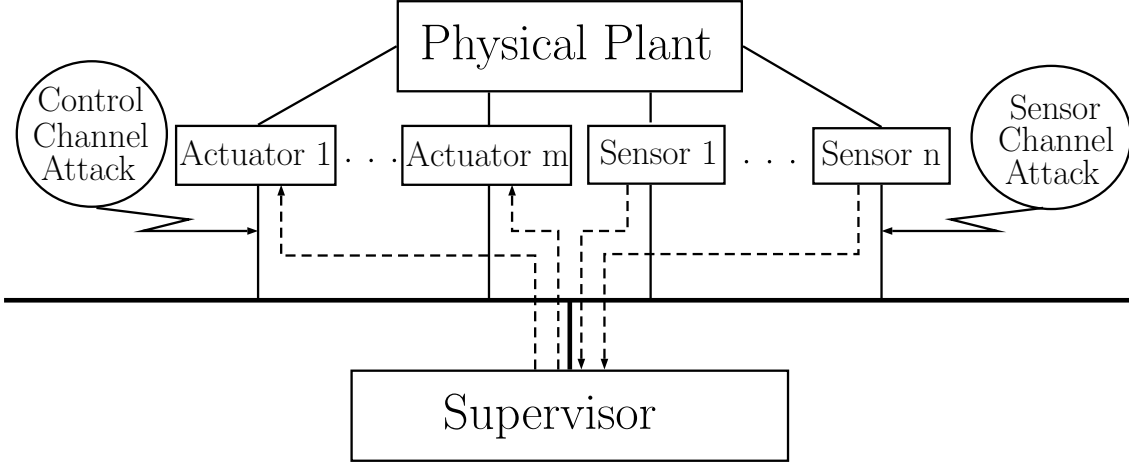 Physical Plant
Control
Channel
Attack
Sensor
Channel
Attack
Actuator 1 . . . Actuator m Sensor 1 . . . Sensor n
Supervisor